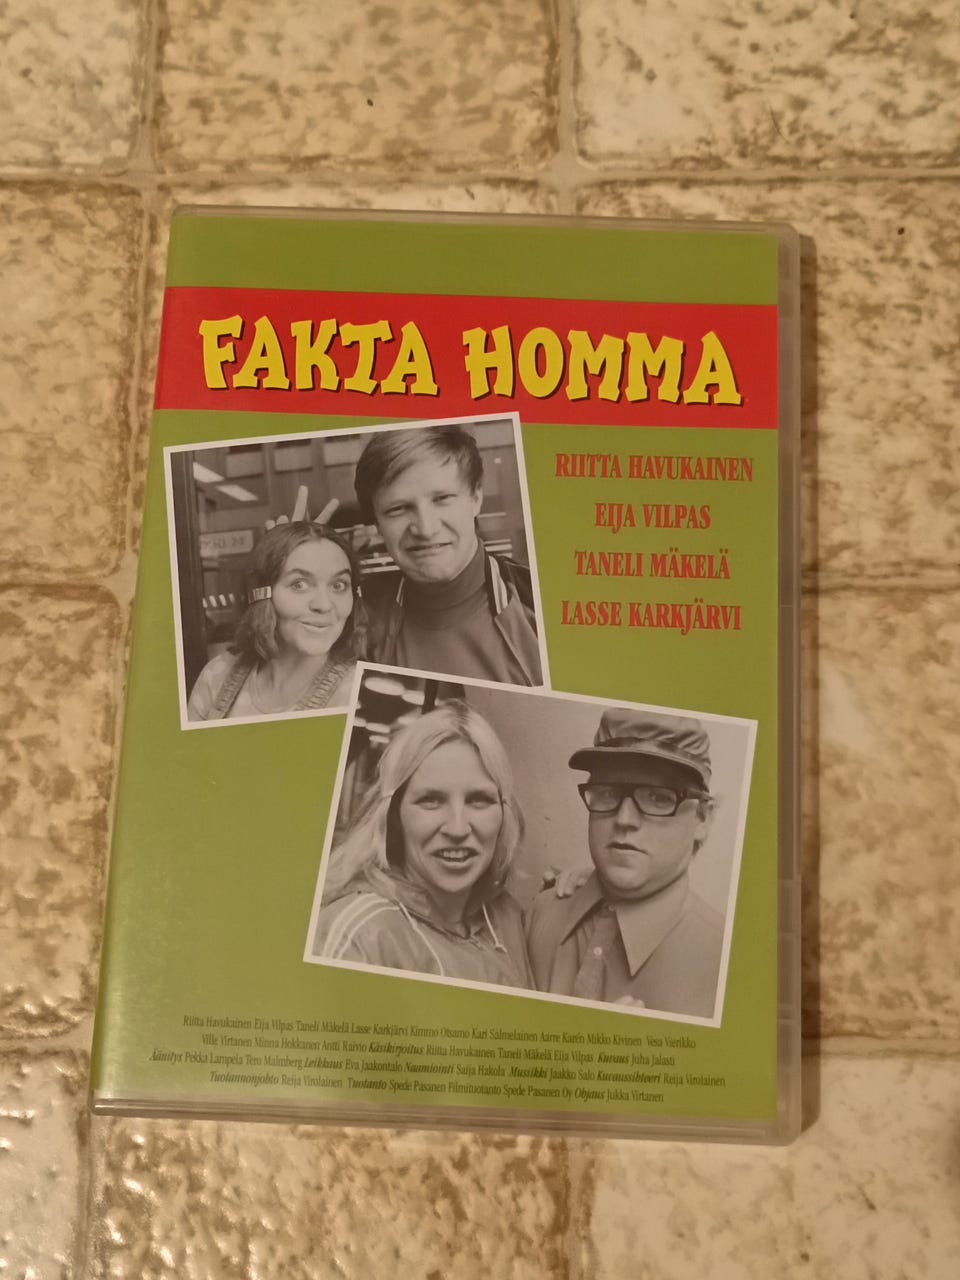 FAKTA HOMMA
RIITTA HAVUKAINEN
EIJA VILPAS
TANELI MÄKELÄ
LASSE KARKJÄRVI
Riitta Havukainen Eija Vilpas Taneli Mäkelä Lasse Karkjärvi Kimmo Otsamo Kari Salmelainen Aarre Karén Mikko Kivinen Vesa Vierikko
Ville Virtanen Minna Hokkanen Antti Raivio Käsikirjoitus Riitta Havukainen Taneli Mäkelä Eija Vilpas Kuvaus Juha Jalasti
Äänitys Pekka Lampela Tero Malmberg Leikkaus Eva Jaakontalo Naamiointi Saija Hakola Musiikki Jaakko Salo Kuvaussihteeri Reija Virolainen
Tuotannonjohto Reija Virolainen Tuotanto Spede Pasanen Filmituotanto Spede Pasanen Oy Ohjaus Jukka Virtanen